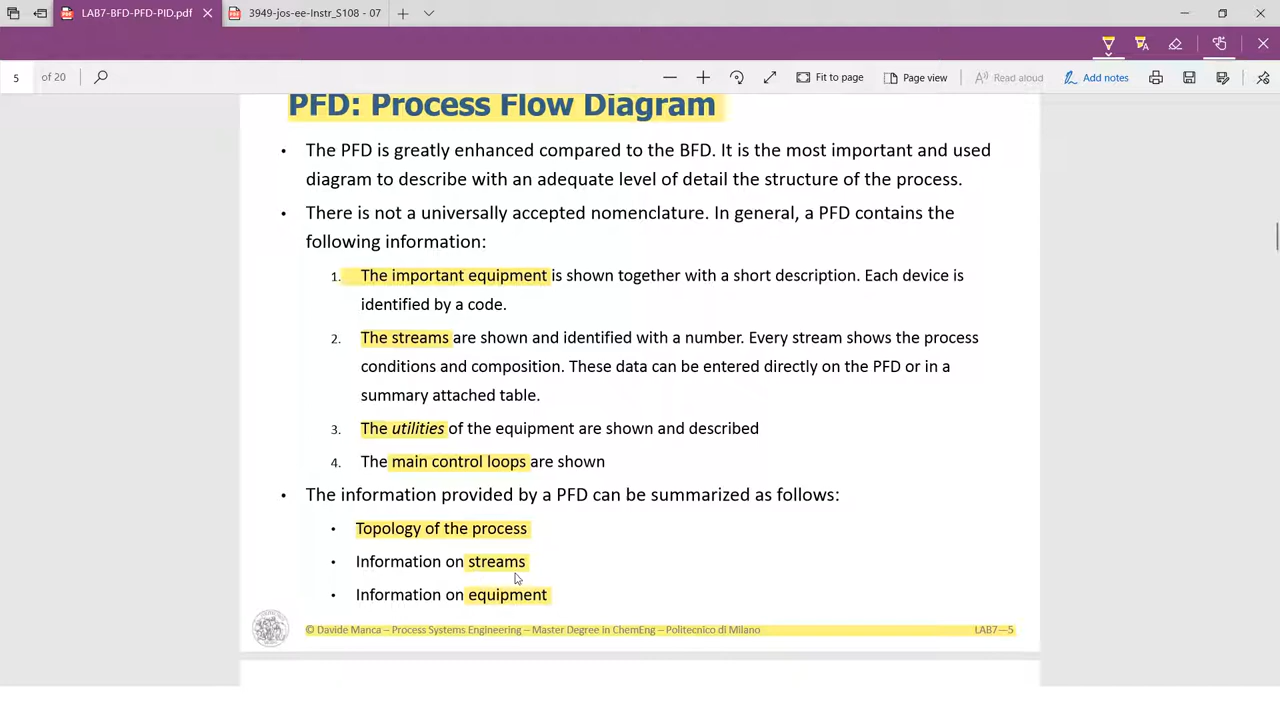 LAB7-BFD-PFD-PID.pdf
3949-jos-ee-Instr_S108 - 07
5 of 20
Fit to page
Page view
Read aloud
Add notes
PFD: Process Flow Diagram
• The PFD is greatly enhanced compared to the BFD. It is the most important and used
diagram to describe with an adequate level of detail the structure of the process.
• There is not a universally accepted nomenclature. In general, a PFD contains the
following information:
1. The important equipment is shown together with a short description. Each device is
identified by a code.
2. The streams are shown and identified with a number. Every stream shows the process
conditions and composition. These data can be entered directly on the PFD or in a
summary attached table.
3. The utilities of the equipment are shown and described
4. The main control loops are shown
• The information provided by a PFD can be summarized as follows:
• Topology of the process
• Information on streams
• Information on equipment
© Davide Manca – Process Systems Engineering – Master Degree in ChemEng – Politecnico di Milano
LAB7—5